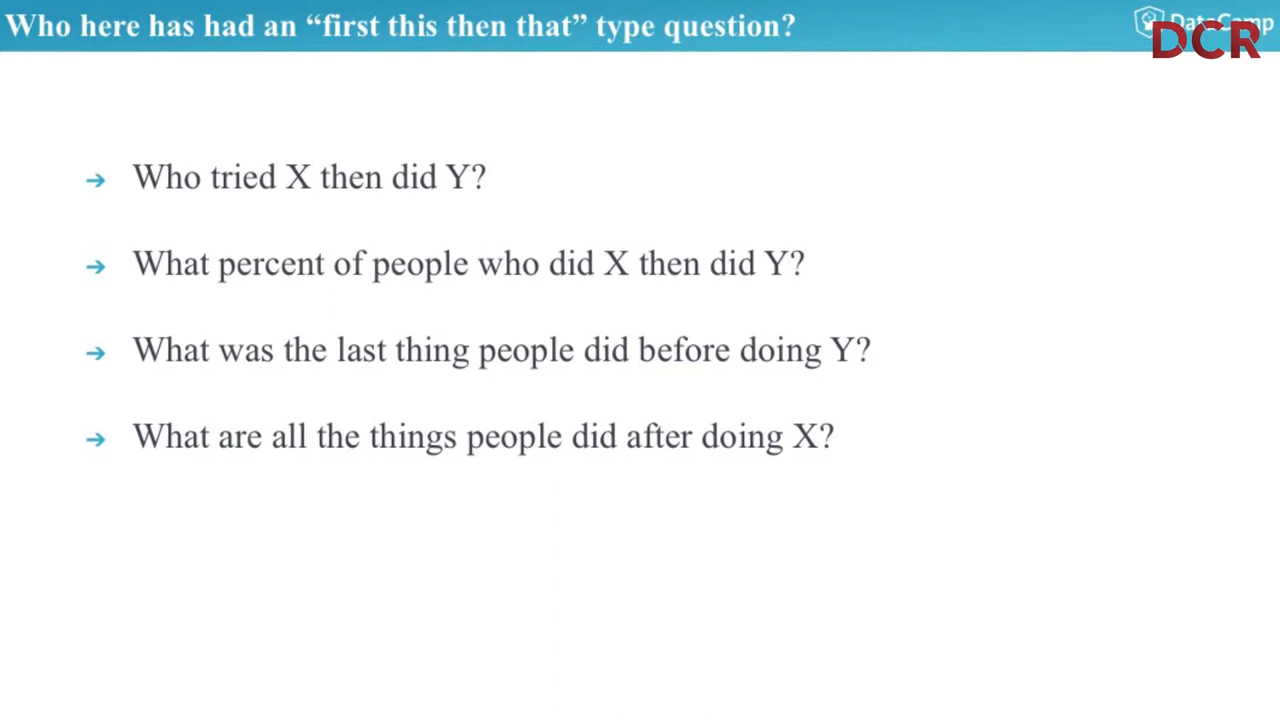 Who here has had an “first this then that” type question?
DataCamp
DCR
→ Who tried X then did Y?
→ What percent of people who did X then did Y?
→ What was the last thing people did before doing Y?
→ What are all the things people did after doing X?